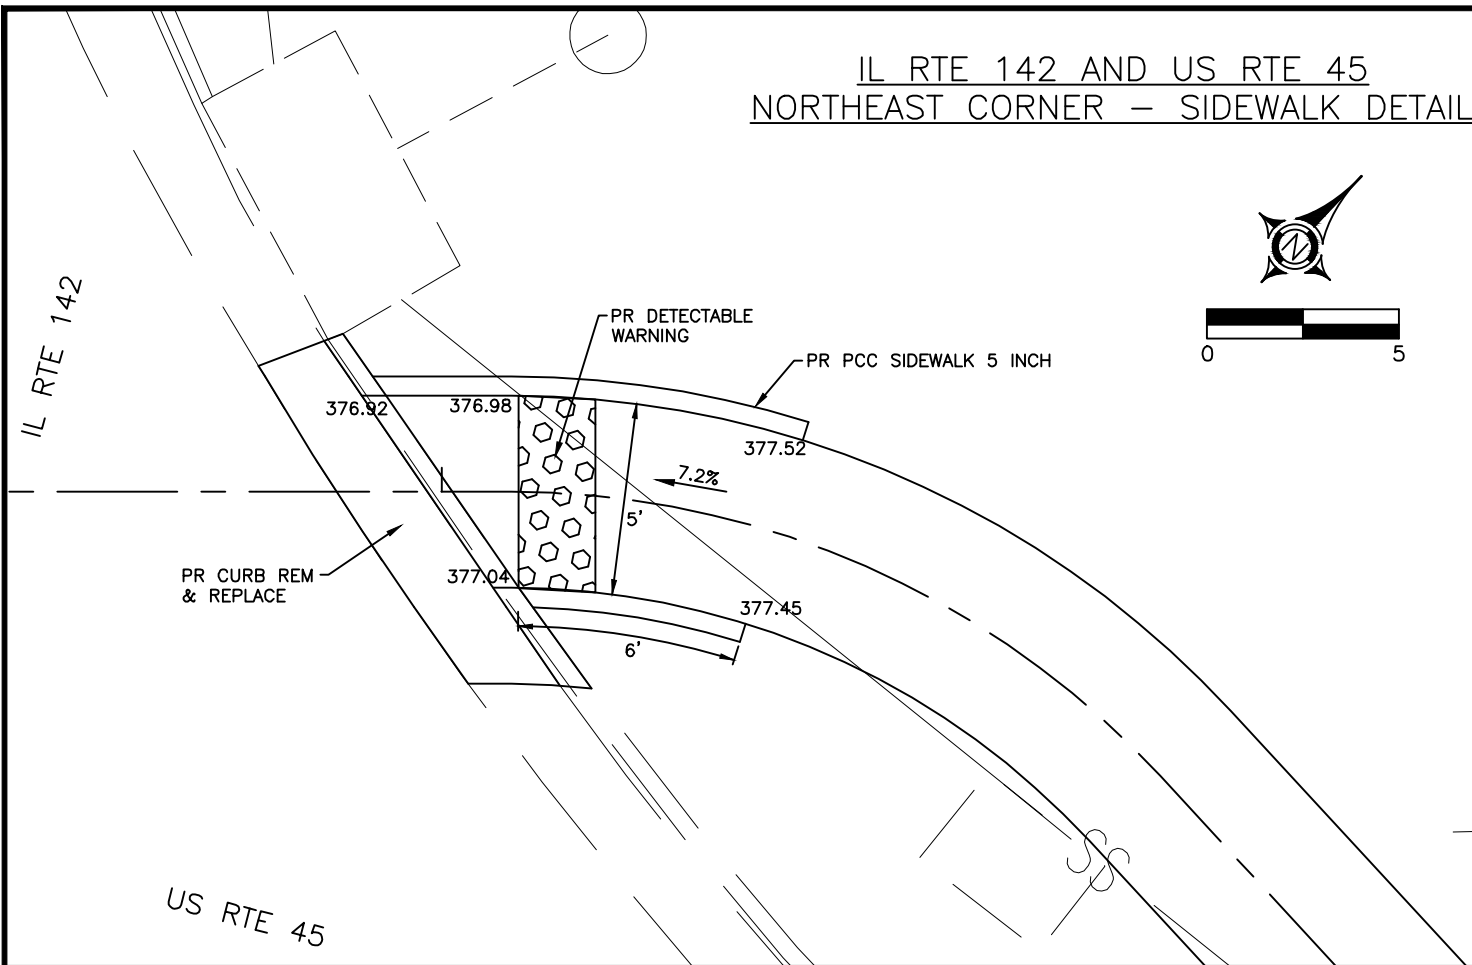 IL RTE 142 AND US RTE 45
NORTHEAST CORNER – SIDEWALK DETAIL
N
0 5
IL RTE 142
PR DETECTABLE
WARNING
PR PCC SIDEWALK 5 INCH
376.92
376.98
377.52
7.2%
5'
377.04
377.45
6'
PR CURB REM
& REPLACE
SS
US RTE 45